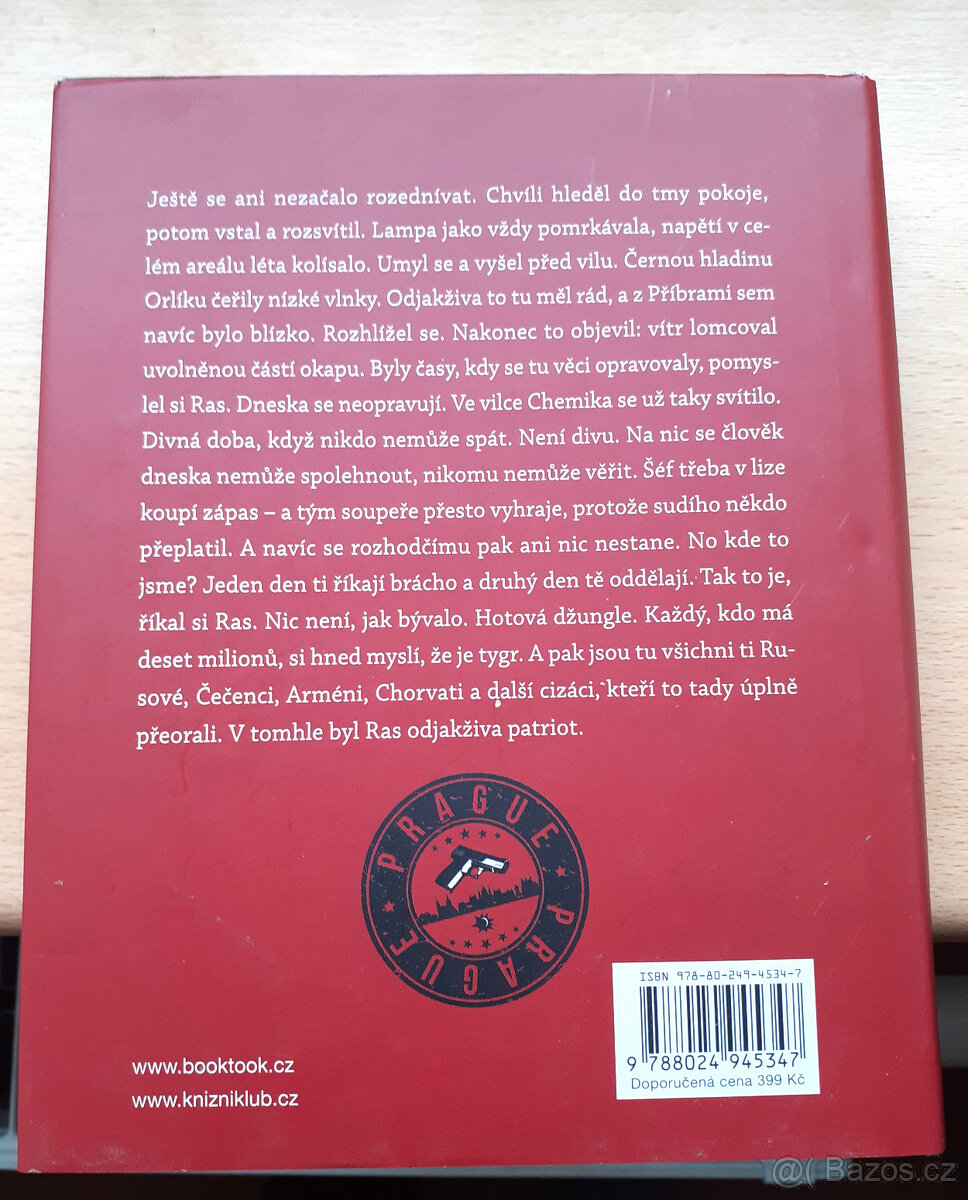 Ještě se ani nezačalo rozednívat. Chvíli hleděl do tmy pokoje,
potom vstal a rozsvítil. Lampa jako vždy pomrkávala, napětí v ce-
lém areálu léta kolísalo. Umyl se a vyšel před vilu. Černou hladinu
Orlíku čeřily nízké vlnky. Odjakživa to tu měl rád, a z Příbrami sem
navíc bylo blízko. Rozhlížel se. Nakonec to objevil: vítr lomcoval
uvolněnou částí okapu. Byly časy, kdy se tu věci opravovaly, pomys-
lel si Ras. Dneska se neopravují. Ve vilce Chemika se už taky svítilo.
Divná doba, když nikdo nemůže spát. Není divu. Na nic se člověk
dneska nemůže spolehnout, nikomu nemůže věřit. Šéf třeba v lize
koupí zápas – a tým soupeře přesto vyhraje, protože sudího někdo
přeplatil. A navíc se rozhodčímu pak ani nic nestane. No kde to
jsme? Jeden den ti říkají brácho a druhý den tě oddělají. Tak to je,
říkal si Ras. Nic není, jak bývalo. Hotová džungle. Každý, kdo má
deset milionů, si hned myslí, že je tygr. A pak jsou tu všichni ti Ru-
sové, Čečenci, Arméni, Chorvati a další cizáci, kteří to tady úplně
přeorali. V tomhle byl Ras odjakživa patriot.
PRAGUE
PRAGUE
ISBN 978-80-249-4534-7
9 788024 945347
Doporučená cena 399 Kč
www.booktook.cz
www.knizniklub.cz
@( Bazos.cz